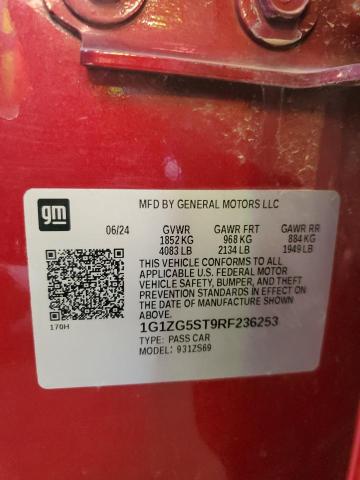 gm
MFD BY GENERAL MOTORS LLC
06/24 GVWR GAWR FRT GAWR RR
1852 KG 968 KG 884 KG
4083 LB 2134 LB 1949 LB
THIS VEHICLE CONFORMS TO ALL
APPLICABLE U.S. FEDERAL MOTOR
VEHICLE SAFETY, BUMPER, AND THEFT
PREVENTION STANDARDS IN EFFECT ON
THE DATE OF MANUFACTURE SHOWN
ABOVE.
170H
1G1ZG5ST9RF236253
TYPE: PASS CAR
MODEL: 931ZS69